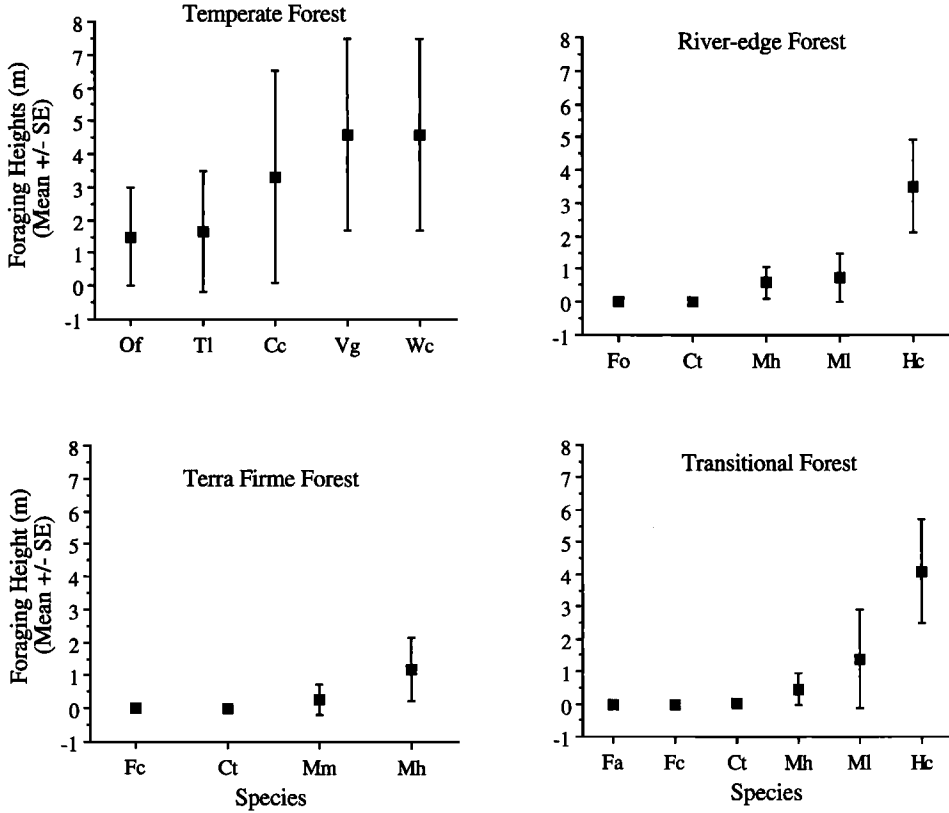 Temperate Forest
Foraging Heights (m)
(Mean +/- SE)
8
7
6
5
4
3
2
1
0
-1
Of Tl Cc Vg Wc
River-edge Forest
8
7
6
5
4
3
2
1
0
-1
Fo Ct Mh Ml Hc
Terra Firme Forest
Foraging Height (m)
(Mean +/- SE)
8
7
6
5
4
3
2
1
0
-1
Fc Ct Mm Mh
Species
Transitional Forest
8
7
6
5
4
3
2
1
0
-1
Fa Fc Ct Mh Ml Hc
Species